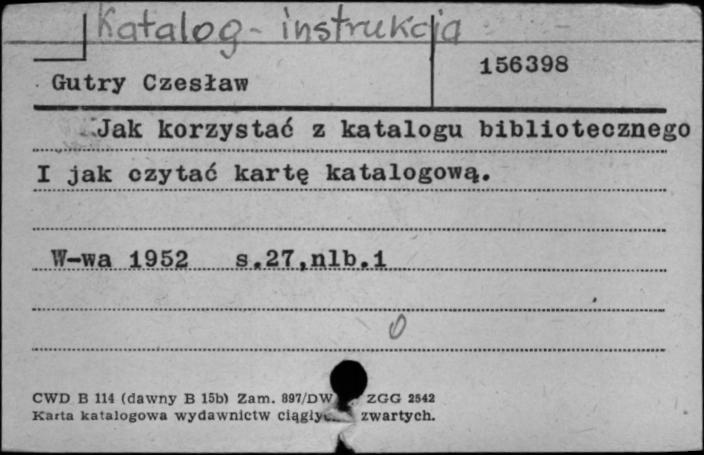 Katalog - instrukcja
156398
Gutry Czesław
Jak korzystać z katalogu bibliotecznego
I jak czytać kartę katalogową.
W-wa 1952 s.27,nlb.1
0
CWD B 114 (dawny B 15b) Zam. 897/DW ZGG 2542
Karta katalogowa wydawnictw zwartych.